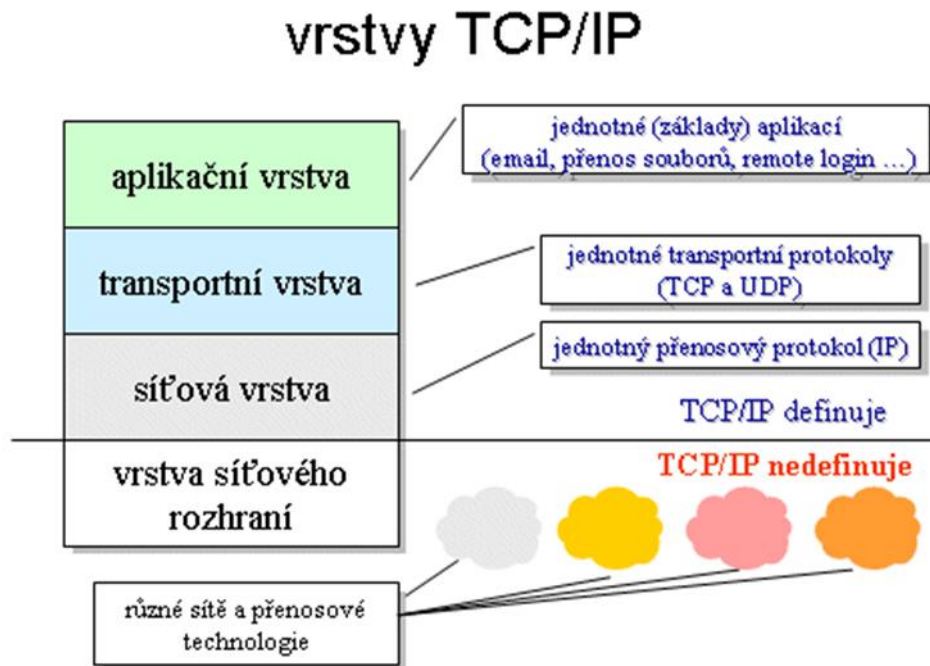 vrstvy TCP/IP
aplikační vrstva
jednotné (základy) aplikací
(email, přenos souborů, remote login ...)
transportní vrstva
jednotné transportní protokoly
(TCP a UDP)
síťová vrstva
jednotný přenosový protokol (IP)
TCP/IP definuje
TCP/IP nedefinuje
vrstva síťového
rozhraní
různé sítě a přenosové
technologie